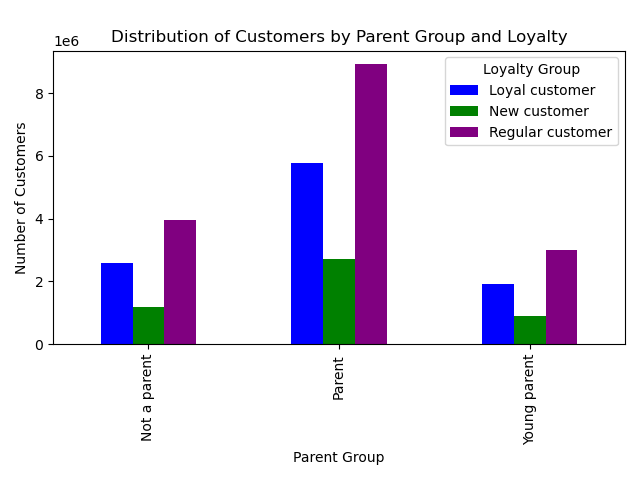 Distribution of Customers by Parent Group and Loyalty
1e6
Loyalty Group
Loyal customer
New customer
Regular customer
8
6
4
2
0
Number of Customers
Not a parent
Parent
Young parent
Parent Group